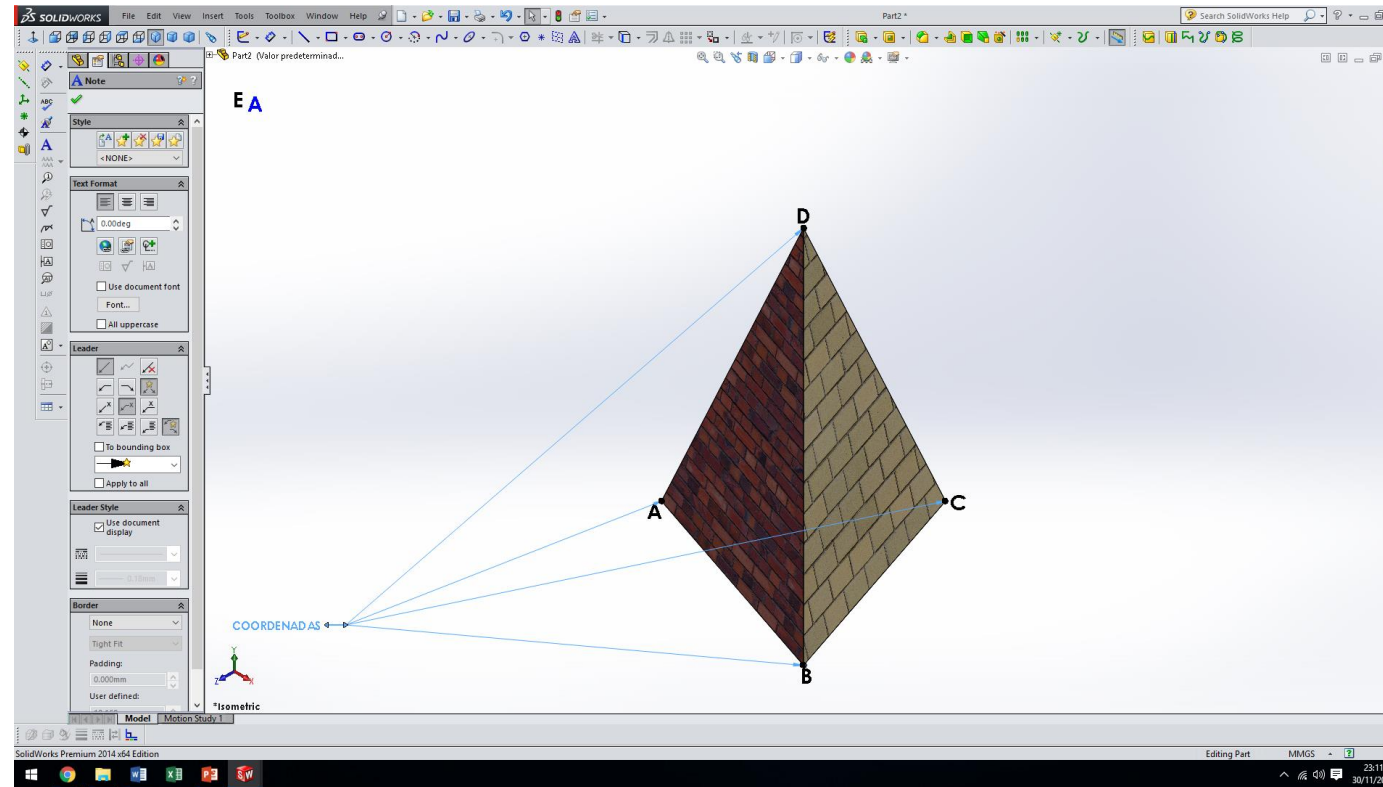 SOLIDWORKS File Edit View Insert Tools Toolbox Window Help Part2 * Search SolidWorks Help
Part2 (Valor predeterminad...
Note
E A
Style
<NONE>
Text Format
0.00deg
Use document font
Font...
All uppercase
Leader
To bounding box
Apply to all
Leader Style
Use document display
0.18mm
Border
None
Tight Fit
Padding:
0.000mm
User defined:
D
A
C
B
COORDENADAS
Y
Z
X
*Isometric
Model Motion Study 1
SolidWorks Premium 2014 x64 Edition Editing Part MMGS
23:11